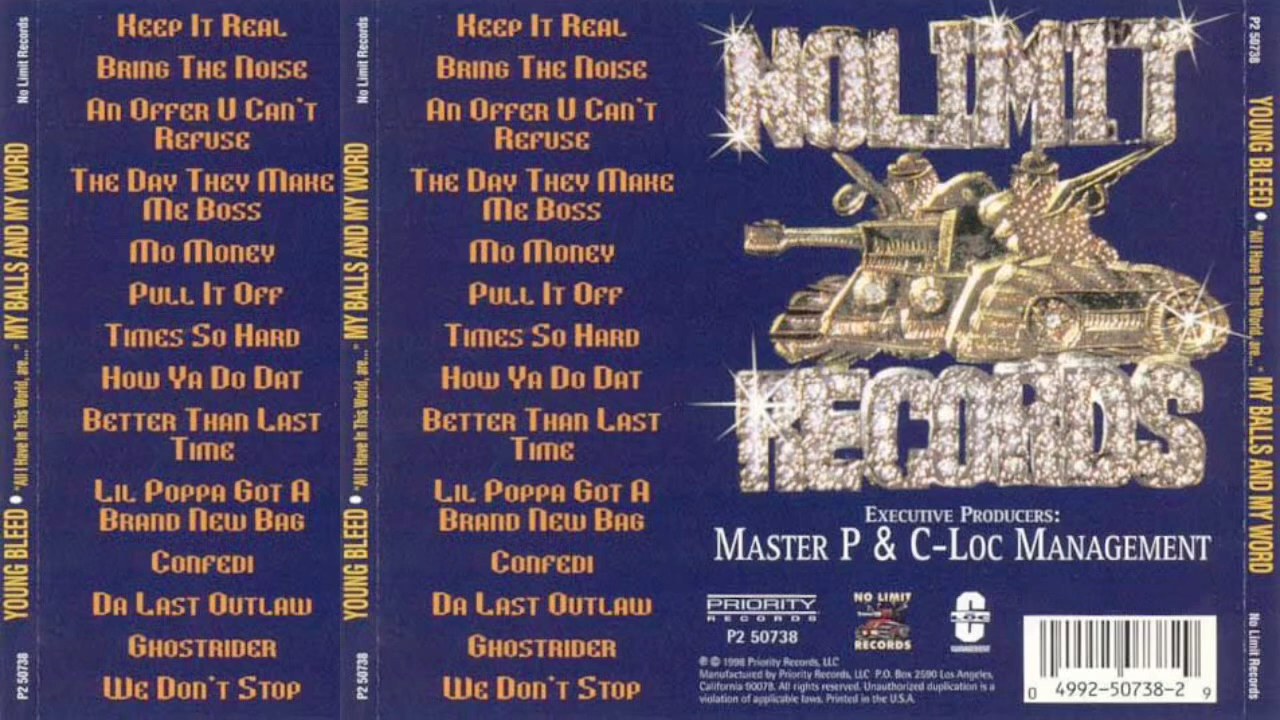 No Limit Records
YOUNG BLEED • "All I Have In This World, are..." MY BALLS AND MY WORD
P2 50738
Keep It Real
Bring The Noise
An Offer U Can't
Refuse
The Day They Make
Me Boss
Mo Money
Pull It Off
Times So Hard
How Ya Do Dat
Better Than Last
Time
Lil Poppa Got A
Brand New Bag
Confedi
Da Last Outlaw
Ghostrider
We Don't Stop
No Limit Records
YOUNG BLEED • "All I Have In This World, are..." MY BALLS AND MY WORD
P2 50738
Keep It Real
Bring The Noise
An Offer U Can't
Refuse
The Day They Make
Me Boss
Mo Money
Pull It Off
Times So Hard
How Ya Do Dat
Better Than Last
Time
Lil Poppa Got A
Brand New Bag
Confedi
Da Last Outlaw
Ghostrider
We Don't Stop
NO LIMIT
RECORDS
Executive Producers:
Master P & C-Loc Management
PRIORITY
RECORDS
P2 50738
NO LIMIT
RECORDS
C
LOC
MANAGEMENT
℗ © 1998 Priority Records, LLC
Manufactured by Priority Records, LLC P.O. Box 2590 Los Angeles,
California 90078. All rights reserved. Unauthorized duplication is a
violation of applicable laws. Printed in the U.S.A.
0 4992-50738-2 9
P2 50738
YOUNG BLEED • "All I Have In This World, are..." MY BALLS AND MY WORD
No Limit Records